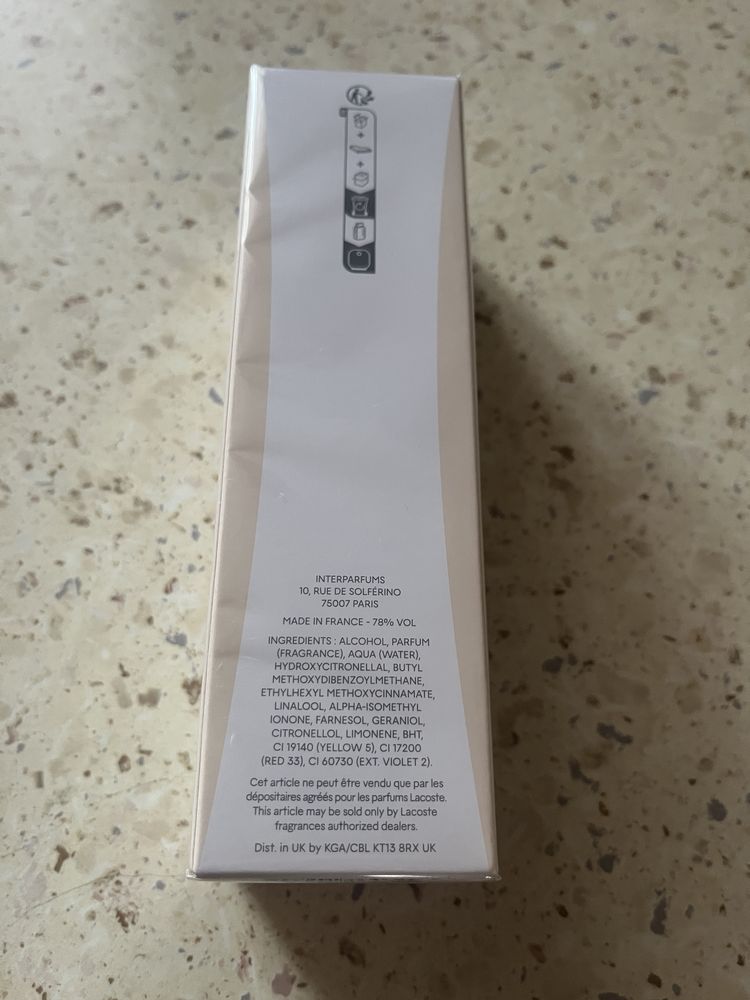 +
+
INTERPARFUMS
10, RUE DE SOLFÉRINO
75007 PARIS
MADE IN FRANCE - 78% VOL
INGREDIENTS : ALCOHOL, PARFUM
(FRAGRANCE), AQUA (WATER),
HYDROXYCITRONELLAL, BUTYL
METHOXYDIBENZOYLMETHANE,
ETHYLHEXYL METHOXYCINNAMATE,
LINALOOL, ALPHA-ISOMETHYL
IONONE, FARNESOL, GERANIOL,
CITRONELLOL, LIMONENE, BHT,
CI 19140 (YELLOW 5), CI 17200
(RED 33), CI 60730 (EXT. VIOLET 2).
Cet article ne peut être vendu que par les
dépositaires agréés pour les parfums Lacoste.
This article may be sold only by Lacoste
fragrances authorized dealers.
Dist. in UK by KGA/CBL KT13 8RX UK